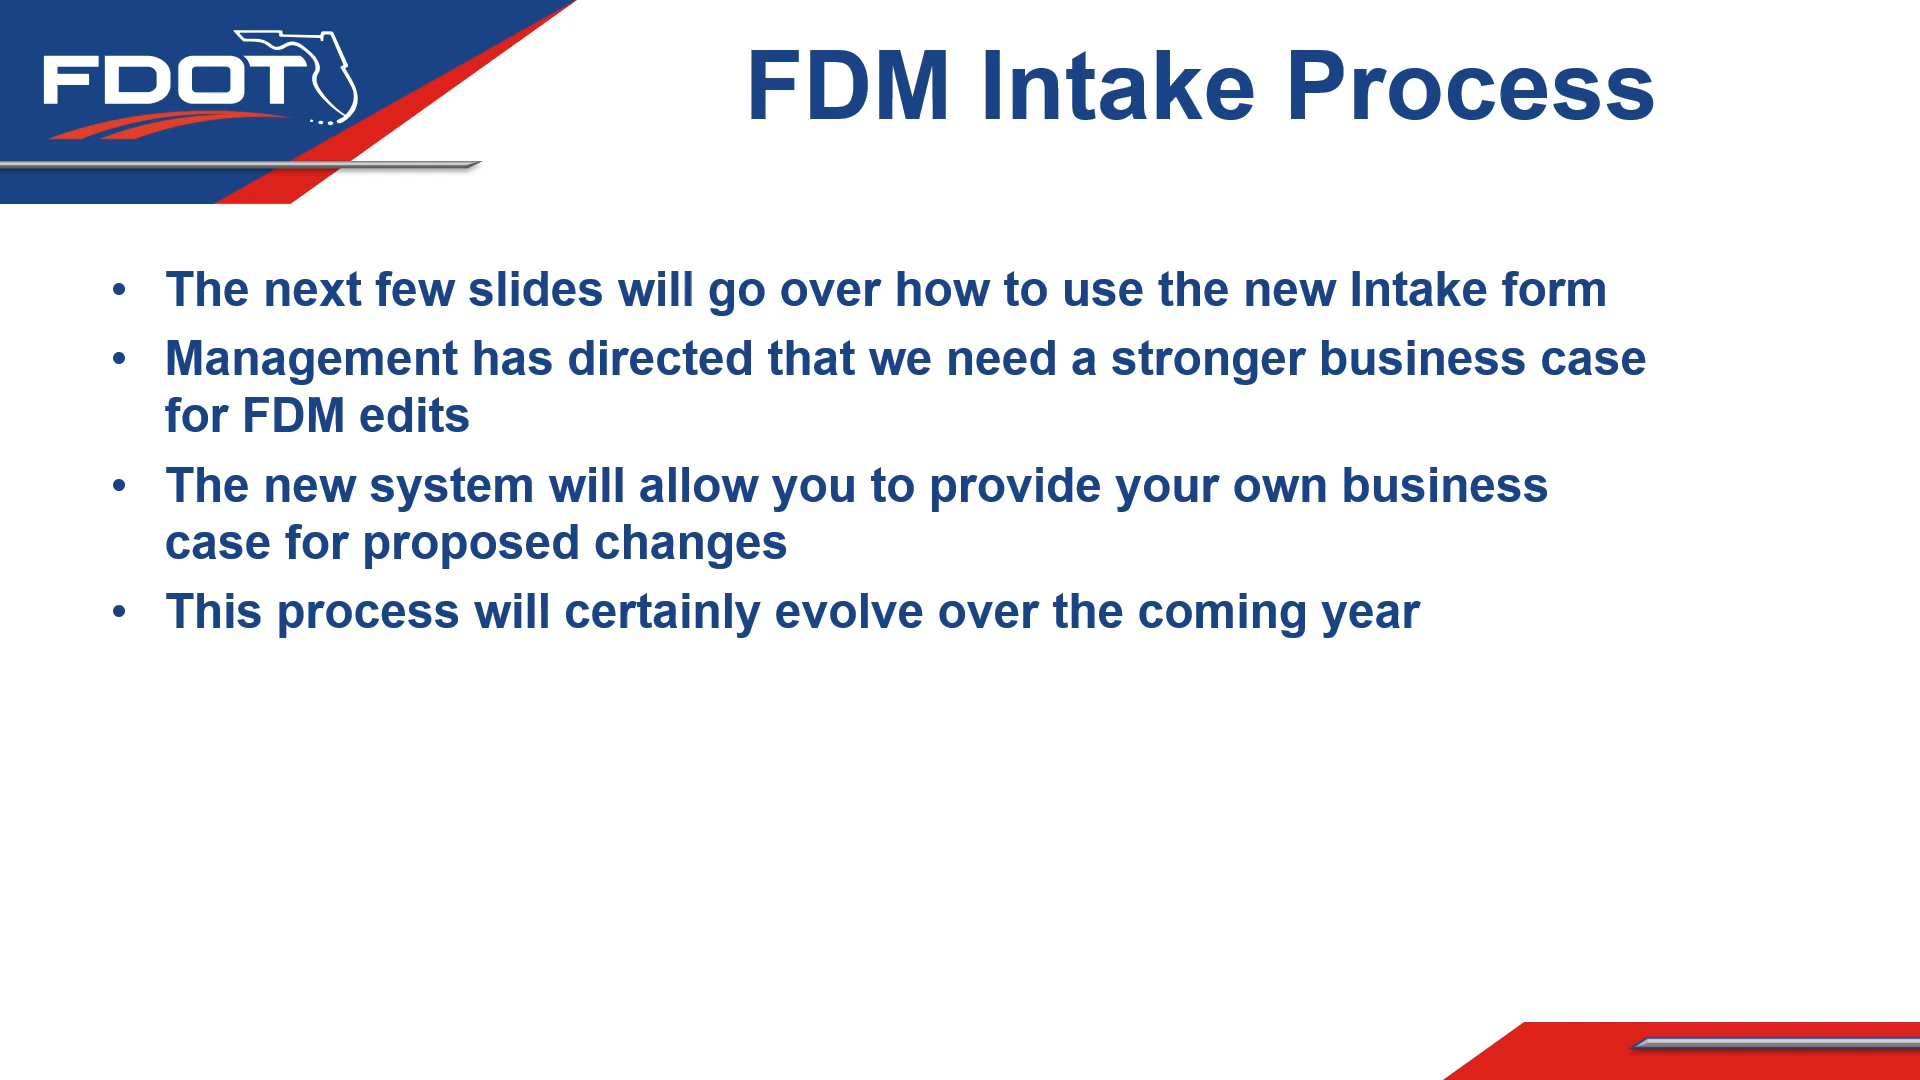 FDOT
FDM Intake Process
• The next few slides will go over how to use the new Intake form
• Management has directed that we need a stronger business case
for FDM edits
• The new system will allow you to provide your own business
case for proposed changes
• This process will certainly evolve over the coming year